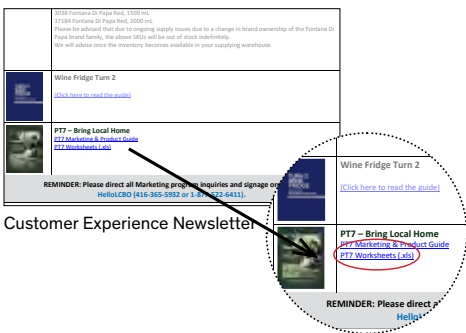 3038 Fontana Di Papa Red, 1500 mL
37184 Fontana Di Papa Red, 2000 mL
Please be advised that due to ongoing supply issues due to a change in brand ownership of the Fontana Di
Papa brand family, the above SKUs will be out of stock indefinitely.
We will advise once the inventory becomes available in your supplying warehouse.
Wine Fridge Turn 2
(Click here to read the guide)
PT7 – Bring Local Home
PT7 Marketing & Product Guide
PT7 Worksheets (.xls)
REMINDER: Please direct all Marketing program inquiries and signage or
HelloLCBO (416-365-5932 or 1-877-522-6411).
Customer Experience Newsletter
WINE
FRIDGE
Wine Fridge Turn 2
(Click here to read the guide)
PT7 – Bring Local Home
PT7 Marketing & Product Guide
PT7 Worksheets (.xls)
REMINDER: Please direct a
Hello